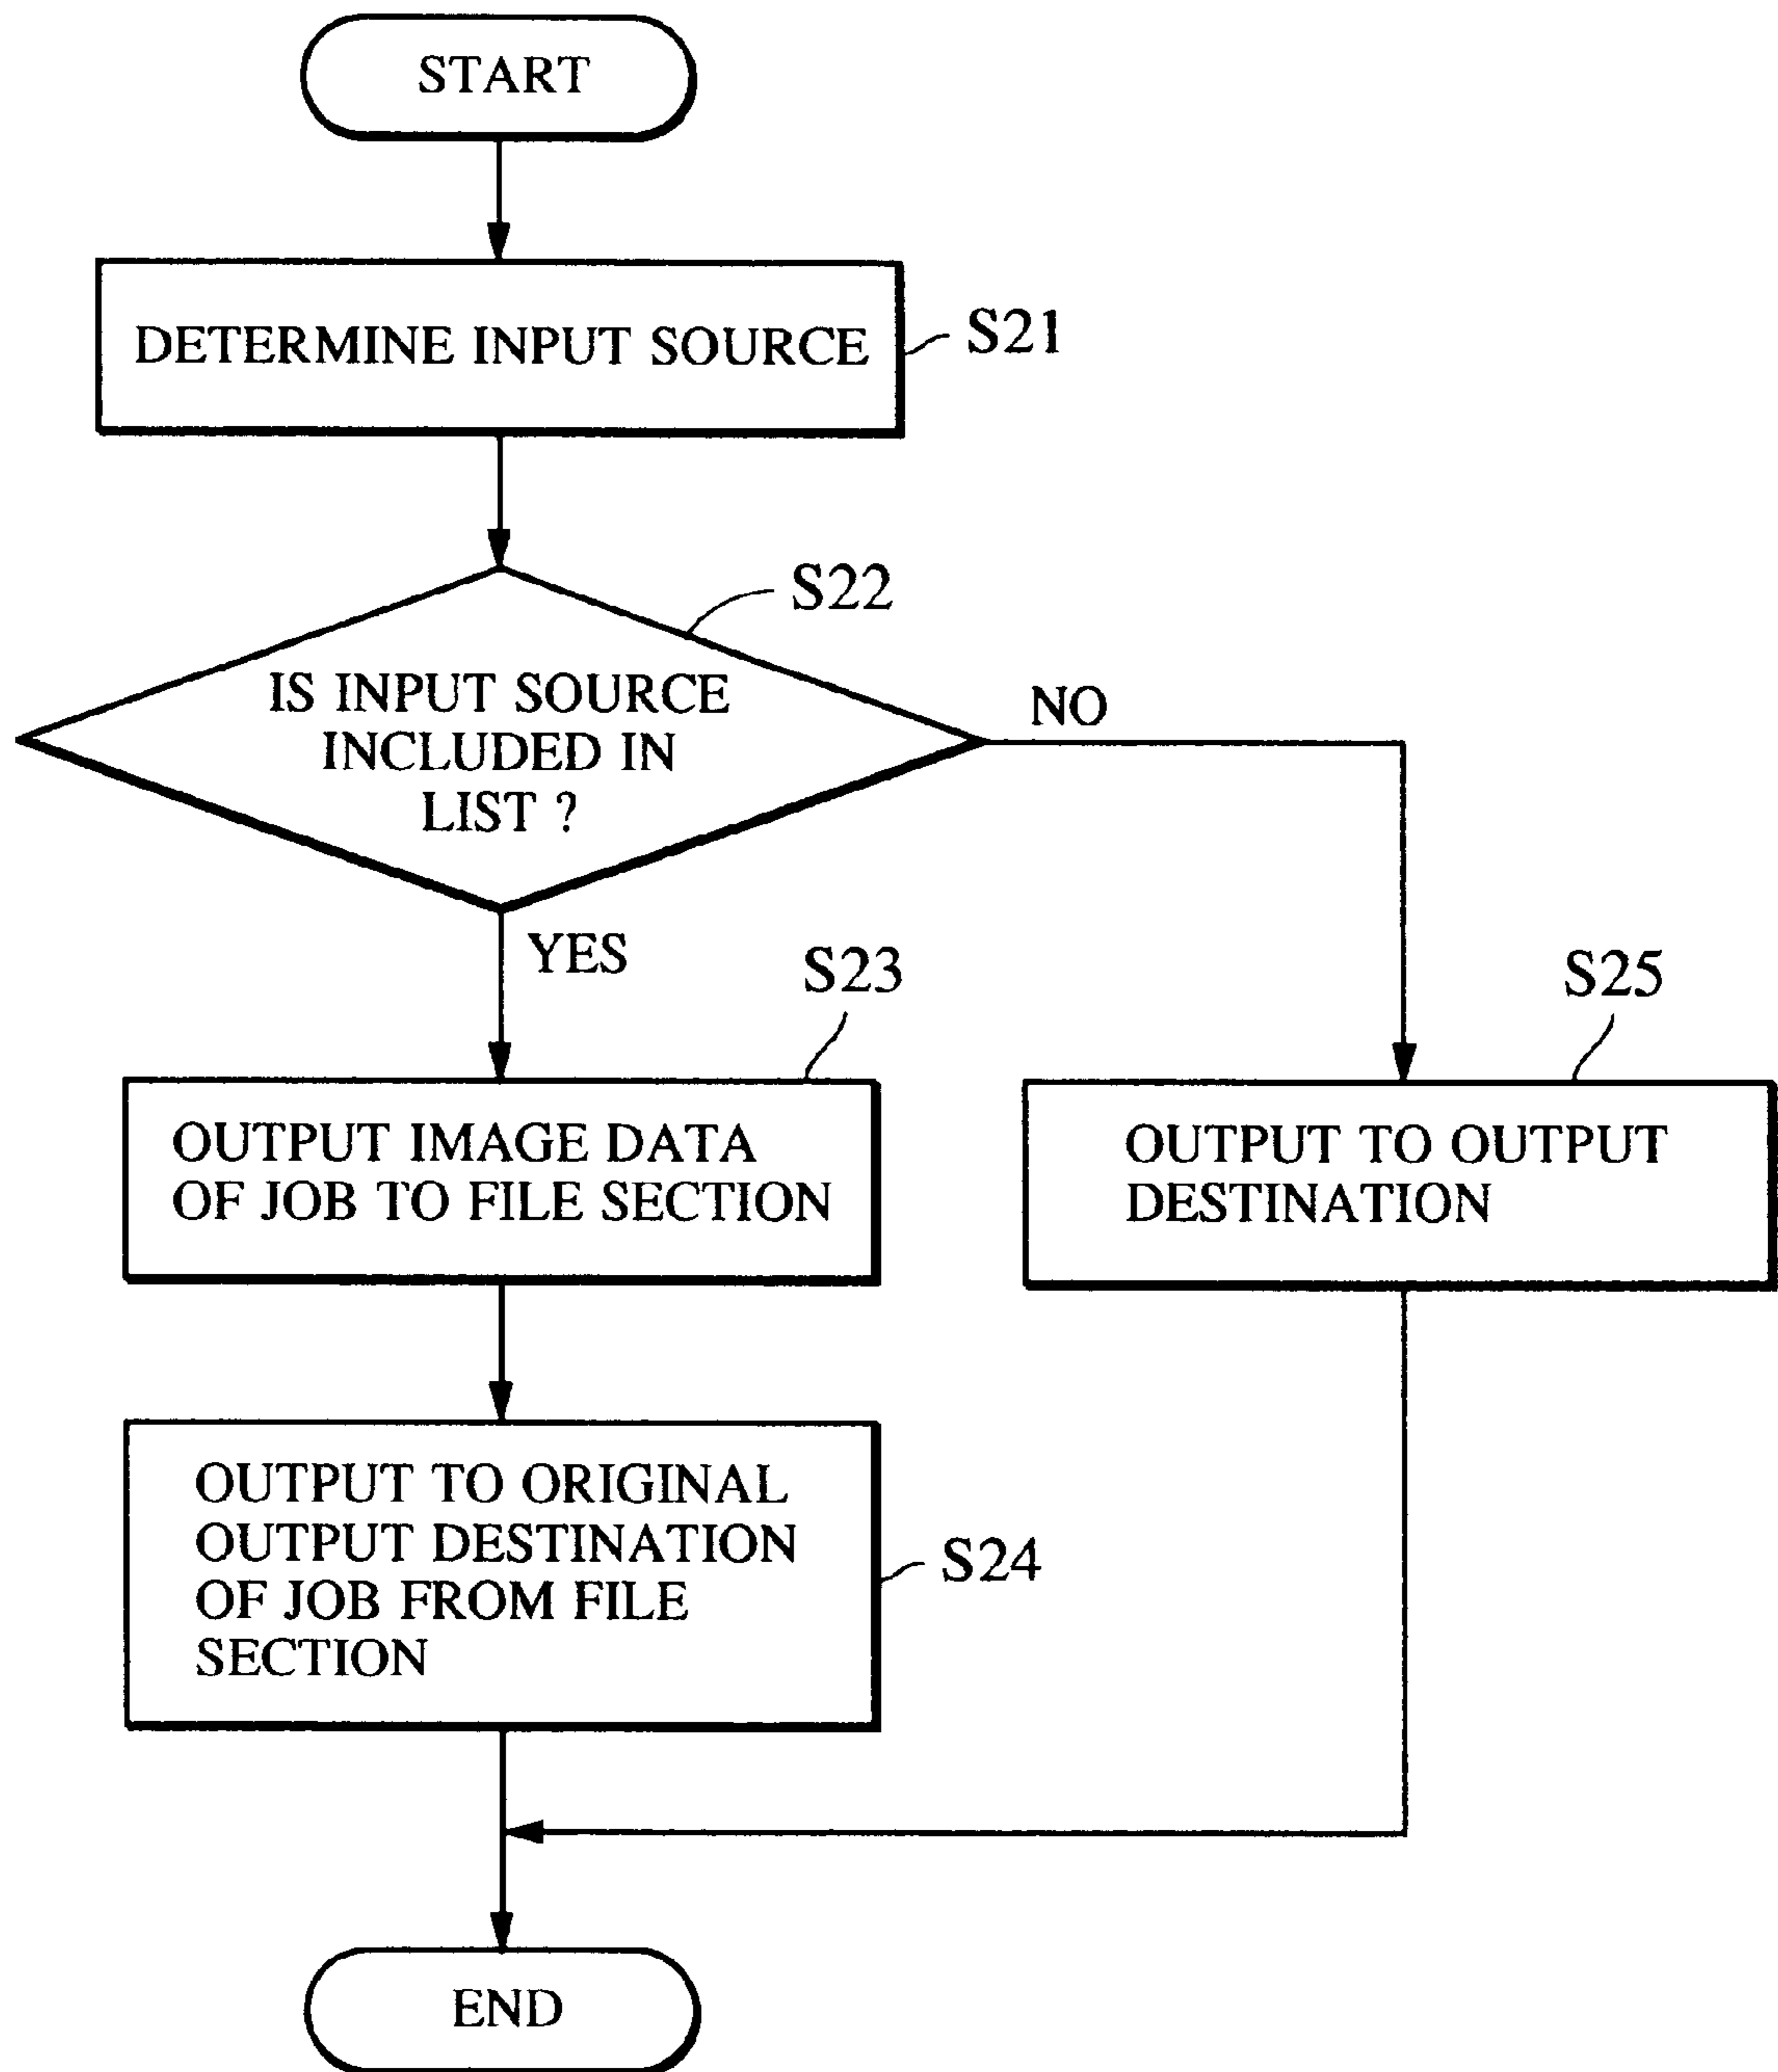 START
DETERMINE INPUT SOURCE
S21
S22
IS INPUT SOURCE
INCLUDED IN
LIST ?
NO
YES
S23
OUTPUT IMAGE DATA
OF JOB TO FILE SECTION
S25
OUTPUT TO OUTPUT
DESTINATION
OUTPUT TO ORIGINAL
OUTPUT DESTINATION
OF JOB FROM FILE
SECTION
S24
END